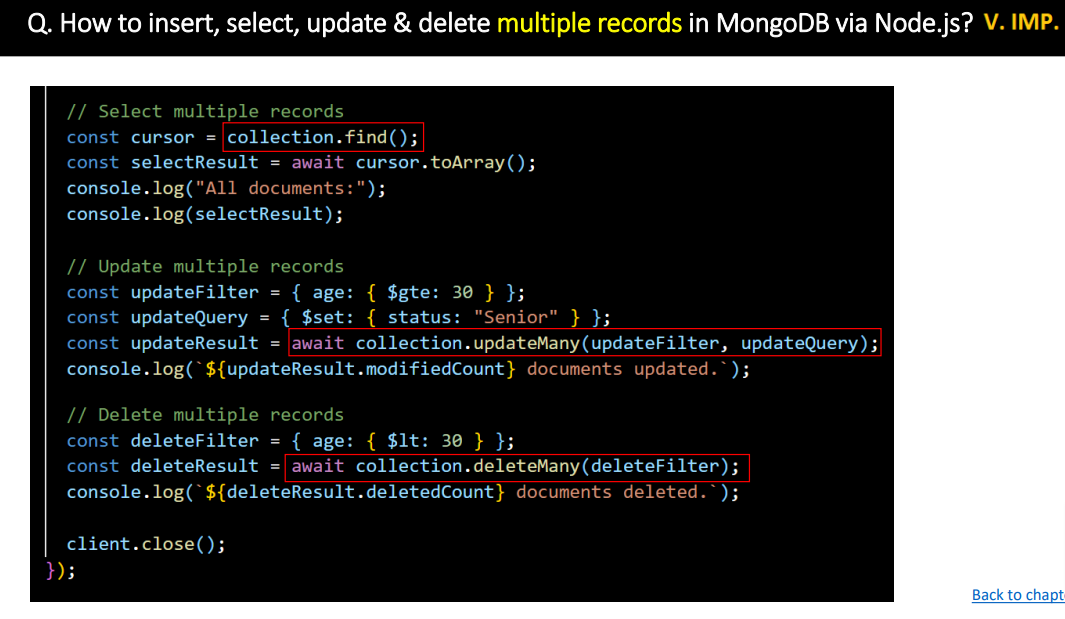 Q. How to insert, select, update & delete multiple records in MongoDB via Node.js? V. IMP.
// Select multiple records
const cursor = collection.find();
const selectResult = await cursor.toArray();
console.log("All documents:");
console.log(selectResult);
// Update multiple records
const updateFilter = { age: { $gte: 30 } };
const updateQuery = { $set: { status: "Senior" } };
const updateResult = await collection.updateMany(updateFilter, updateQuery);
console.log(`${updateResult.modifiedCount} documents updated.`);
// Delete multiple records
const deleteFilter = { age: { $lt: 30 } };
const deleteResult = await collection.deleteMany(deleteFilter);
console.log(`${deleteResult.deletedCount} documents deleted.`);
client.close();
});
Back to chapt